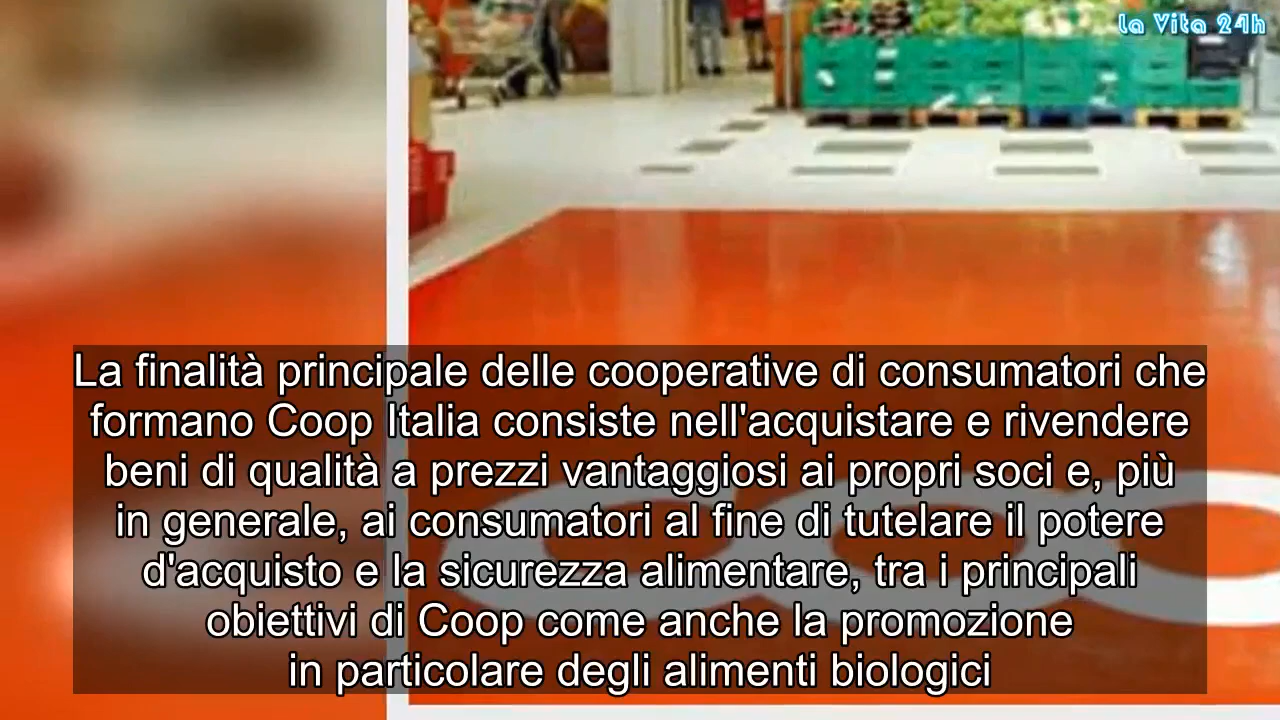 La Vita 24h
La finalità principale delle cooperative di consumatori che
formano Coop Italia consiste nell'acquistare e rivendere
beni di qualità a prezzi vantaggiosi ai propri soci e, più
in generale, ai consumatori al fine di tutelare il potere
d'acquisto e la sicurezza alimentare, tra i principali
obiettivi di Coop come anche la promozione
in particolare degli alimenti biologici